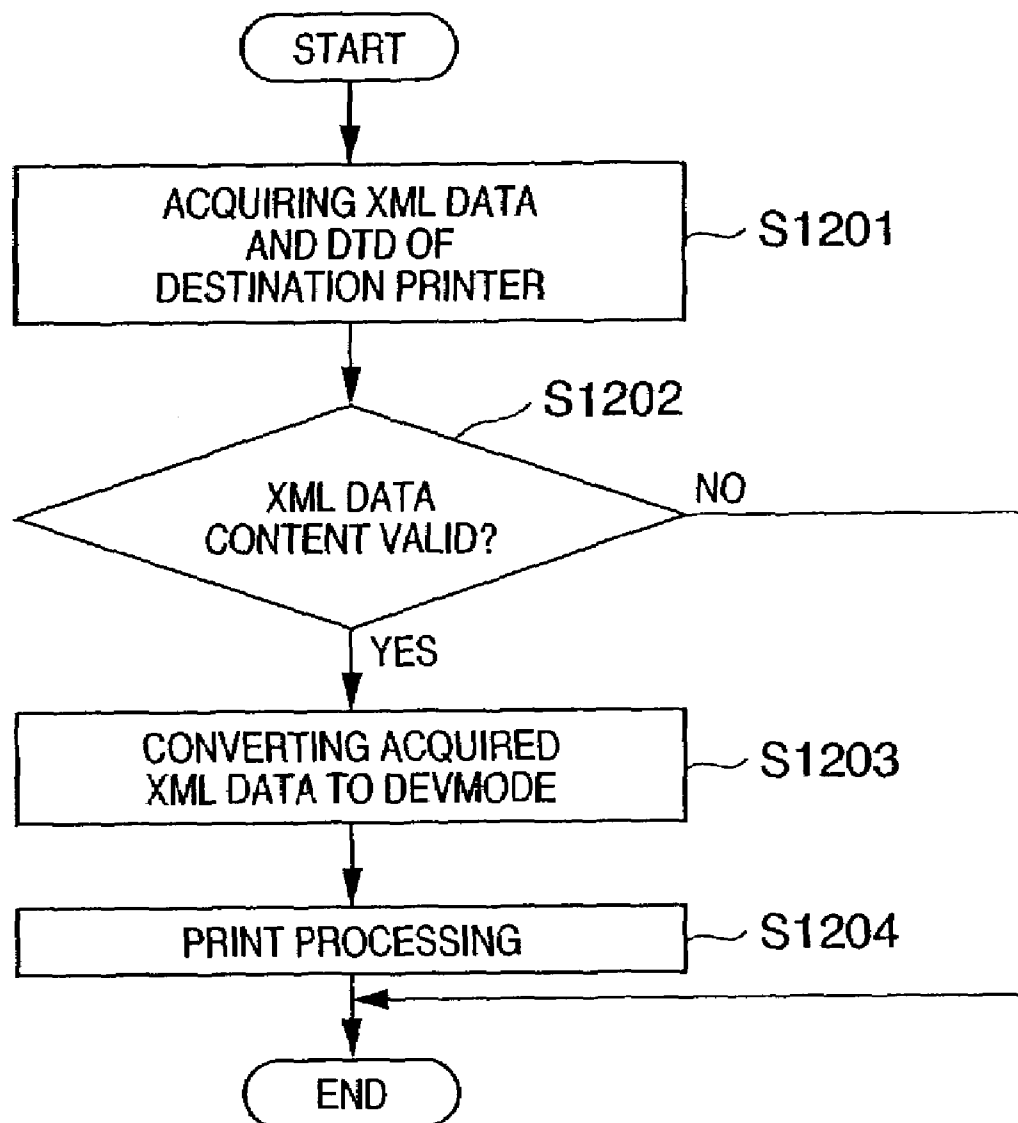 START
ACQUIRING XML DATA
AND DTD OF
DESTINATION PRINTER
S1201
S1202
XML DATA
CONTENT VALID?
NO
YES
CONVERTING ACQUIRED
XML DATA TO DEVMODE
S1203
PRINT PROCESSING
S1204
END